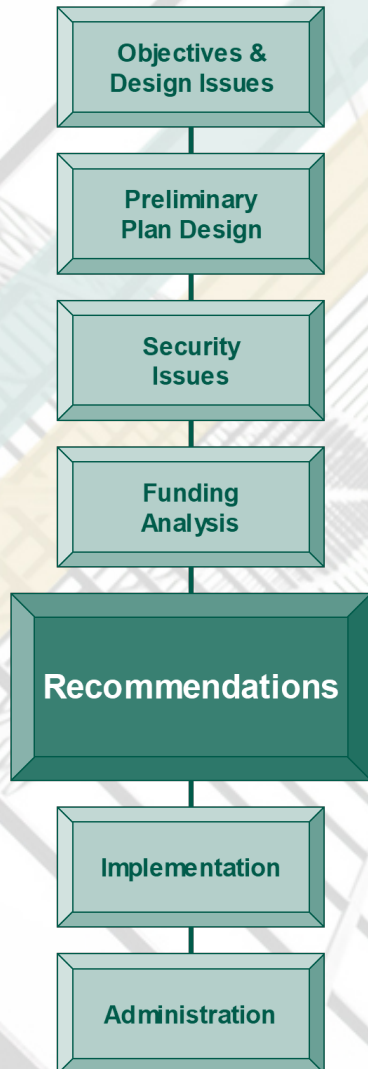 Objectives &
Design Issues
Preliminary
Plan Design
Security
Issues
Funding
Analysis
Recommendations
Implementation
Administration